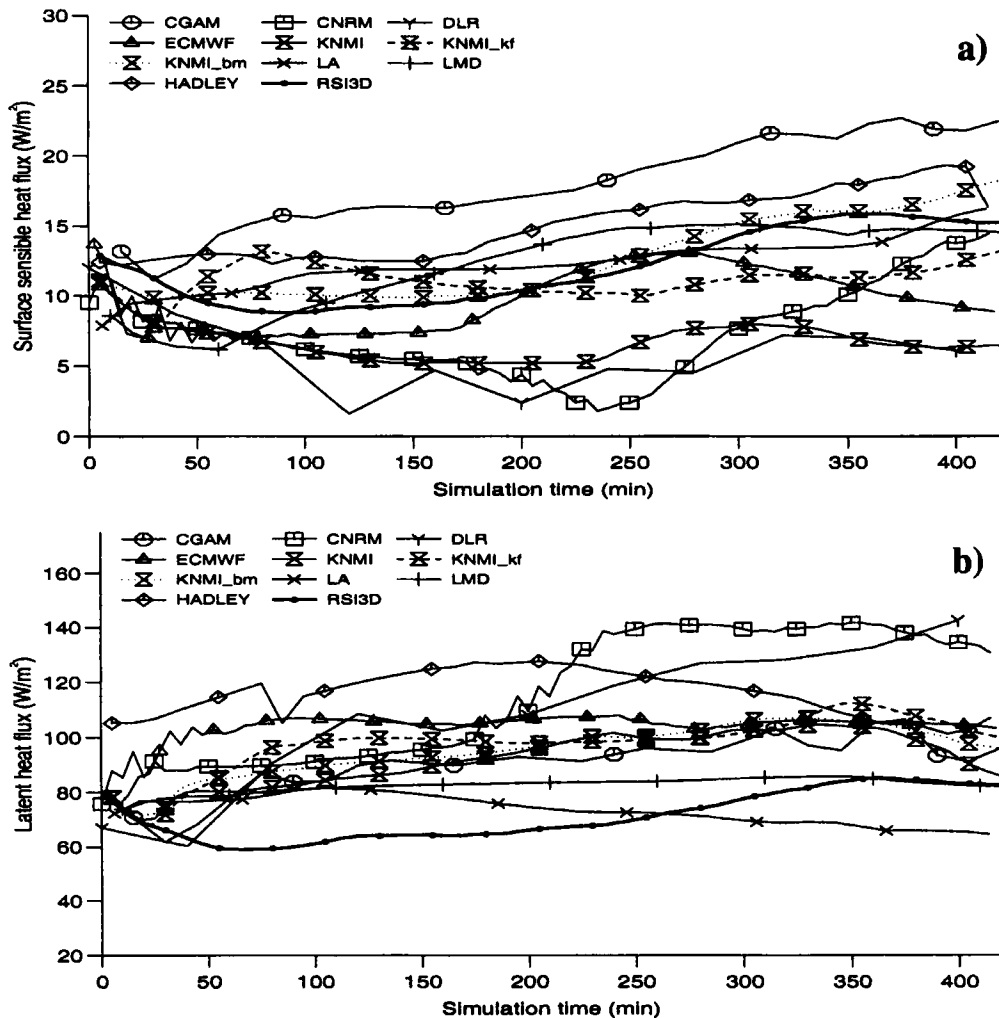 a)
CGAM CNRM DLR
ECMWF KNMI KNMI_kf
KNMI_bm LA LMD
HADLEY RSI3D
Surface sensible heat flux (W/m²)
30
25
20
15
10
5
0
0 50 100 150 200 250 300 350 400
Simulation time (min)
b)
CGAM CNRM DLR
ECMWF KNMI KNMI_kf
KNMI_bm LA LMD
HADLEY RSI3D
Latent heat flux (W/m²)
160
140
120
100
80
60
40
20
0 50 100 150 200 250 300 350 400
Simulation time (min)